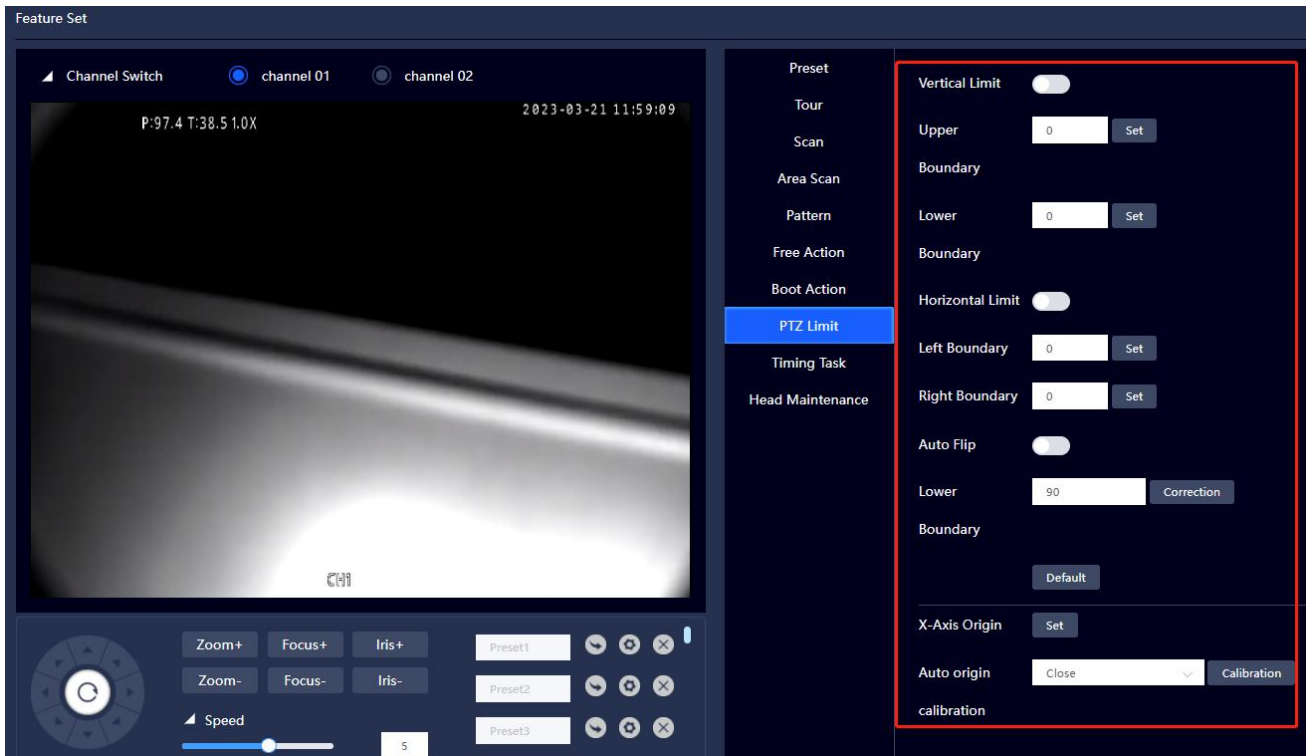 Feature Set
Channel Switch channel 01 channel 02
P:97.4 T:38.5 1.0X 2023-03-21 11:59:09
CH1
Zoom+ Focus+ Iris+
Zoom- Focus- Iris-
Speed
5
Preset1
Preset2
Preset3
Preset
Tour
Scan
Area Scan
Pattern
Free Action
Boot Action
PTZ Limit
Timing Task
Head Maintenance
Vertical Limit
Upper 0 Set
Boundary
Lower 0 Set
Boundary
Horizontal Limit
Left Boundary 0 Set
Right Boundary 0 Set
Auto Flip
Lower 90 Correction
Boundary
Default
X-Axis Origin Set
Auto origin Close Calibration
calibration